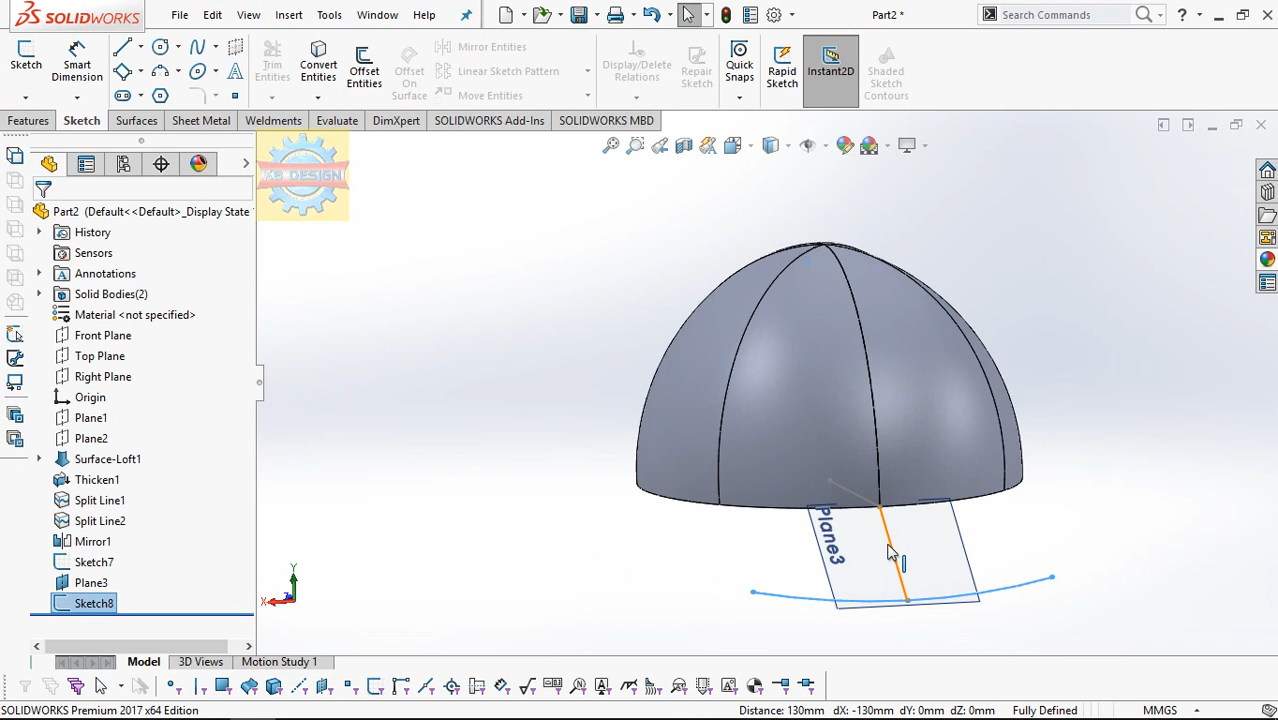 SOLIDWORKS
File
Edit
View
Insert
Tools
Window
Help
Part2 *
Search Commands
?
Sketch
Smart
Dimension
Trim
Entities
Convert
Entities
Offset
Entities
Offset
On
Surface
Mirror Entities
Linear Sketch Pattern
Move Entities
Display/Delete
Relations
Repair
Sketch
Quick
Snaps
Rapid
Sketch
Instant2D
Shaded
Sketch
Contours
Features
Sketch
Surfaces
Sheet Metal
Weldments
Evaluate
DimXpert
SOLIDWORKS Add-Ins
SOLIDWORKS MBD
DESIGN
Part2 (Default<<Default>_Display State
History
Sensors
Annotations
Solid Bodies(2)
Material <not specified>
Front Plane
Top Plane
Right Plane
Origin
Plane1
Plane2
Surface-Loft1
Thicken1
Split Line1
Split Line2
Mirror1
Sketch7
Plane3
Sketch8
Plane3
Y
X
Z
Model
3D Views
Motion Study 1
SOLIDWORKS Premium 2017 x64 Edition
Distance: 130mm dX: -130mm dY: 0mm dZ: 0mm
Fully Defined
MMGS